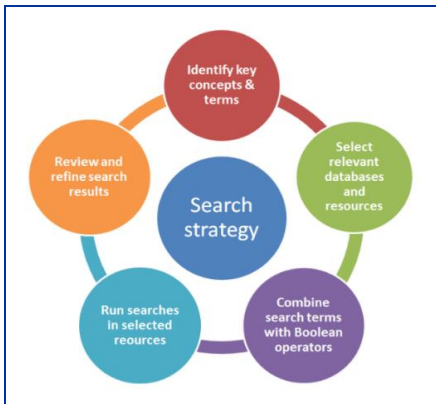 Identify key
concepts &
terms
Select
relevant
databases
and
resources
Combine
search terms
with Boolean
operators
Run searches
in selected
reources
Review and
refine search
results
Search
strategy